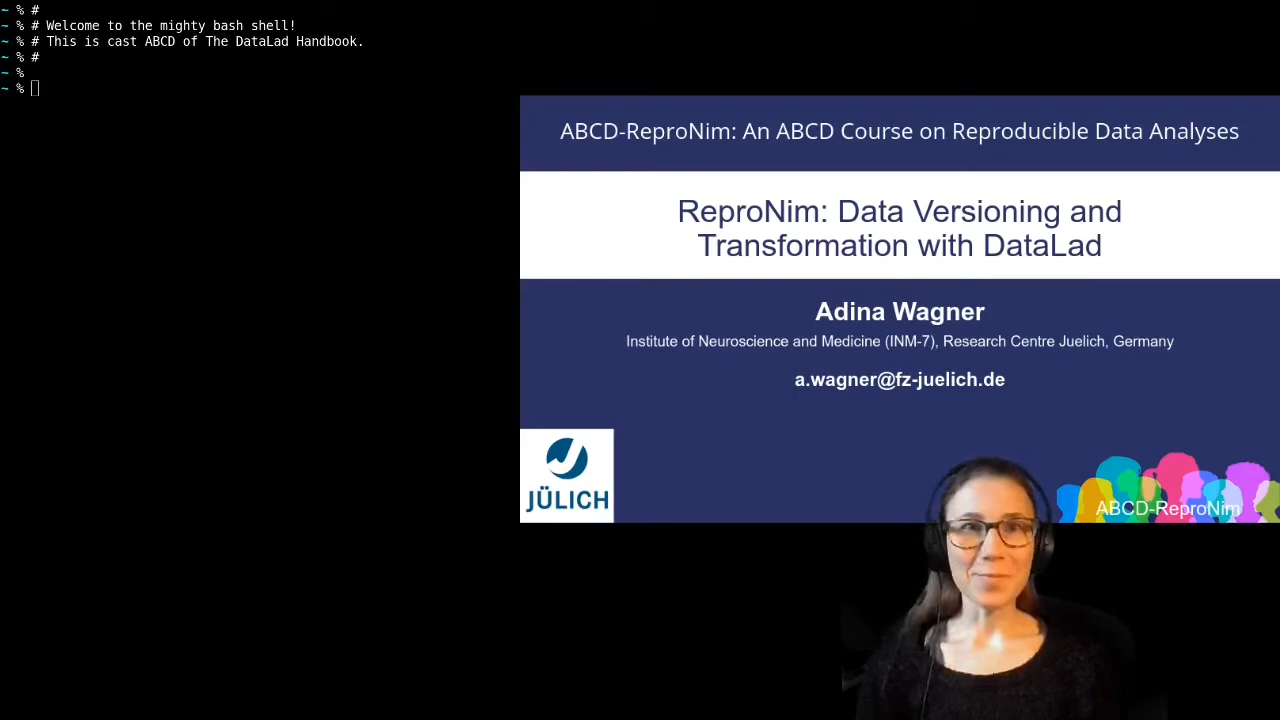 ~ % #
~ % # Welcome to the mighty bash shell!
~ % # This is cast ABCD of The DataLad Handbook.
~ % #
~ %
~ %
ABCD-ReproNim: An ABCD Course on Reproducible Data Analyses
ReproNim: Data Versioning and
Transformation with DataLad
Adina Wagner
Institute of Neuroscience and Medicine (INM-7), Research Centre Juelich, Germany
a.wagner@fz-juelich.de
JÜLICH
ABCD-ReproNim